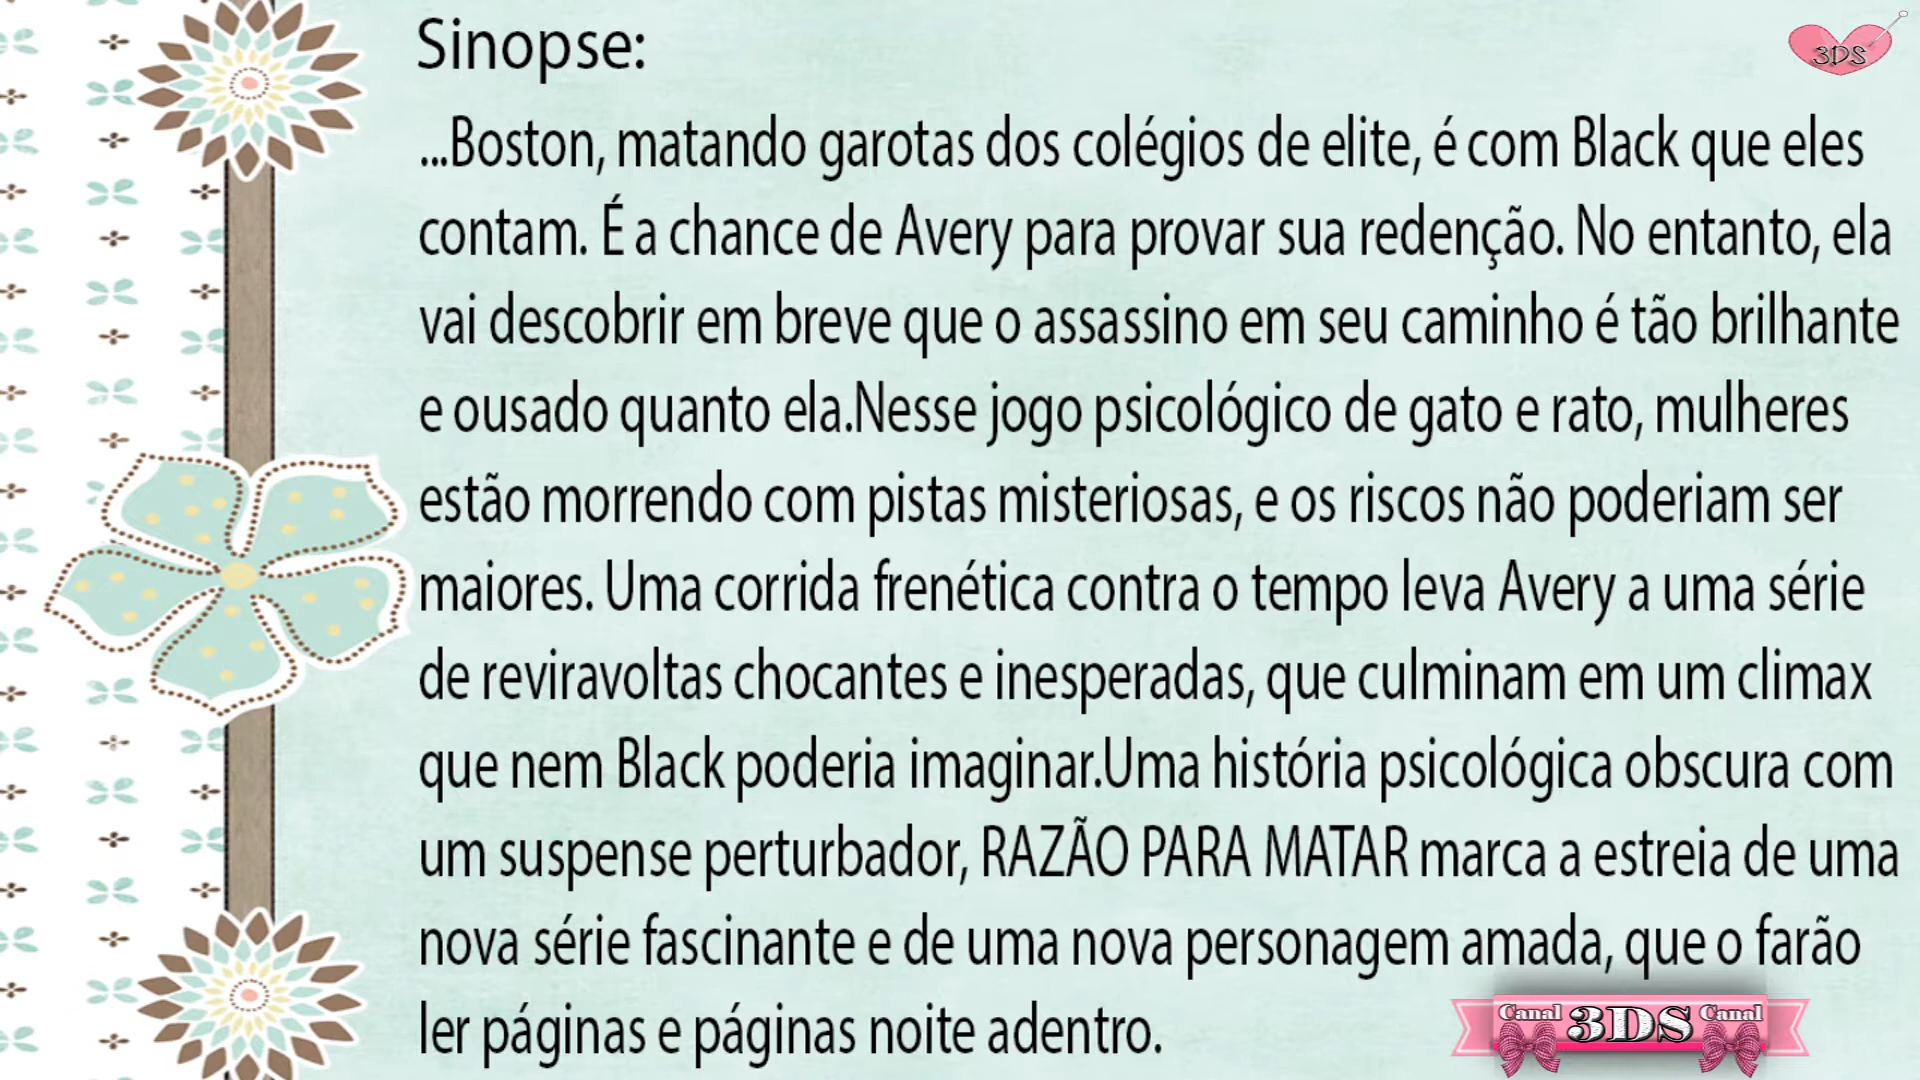 Sinopse:
3DS
...Boston, matando garotas dos colégios de elite, é com Black que eles
contam. É a chance de Avery para provar sua redenção. No entanto, ela
vai descobrir em breve que o assassino em seu caminho é tão brilhante
e ousado quanto ela.Nesse jogo psicológico de gato e rato, mulheres
estão morrendo com pistas misteriosas, e os riscos não poderiam ser
maiores. Uma corrida frenética contra o tempo leva Avery a uma série
de reviravoltas chocantes e inesperadas, que culminam em um climax
que nem Black poderia imaginar.Uma história psicológica obscura com
um suspense perturbador, RAZÃO PARA MATAR marca a estreia de uma
nova série fascinante e de uma nova personagem amada, que o farão
ler páginas e páginas noite adentro.
Canal 3DS Canal